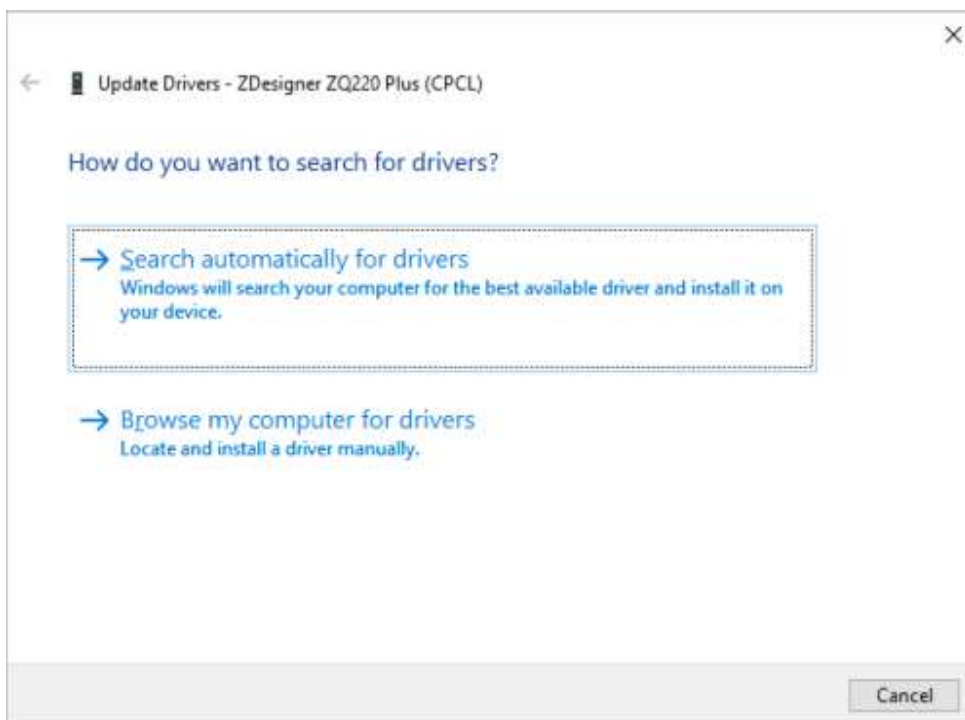 Update Drivers - ZDesigner ZQ220 Plus (CPCL)
How do you want to search for drivers?
Search automatically for drivers
Windows will search your computer for the best available driver and install it on
your device.
Browse my computer for drivers
Locate and install a driver manually.
Cancel